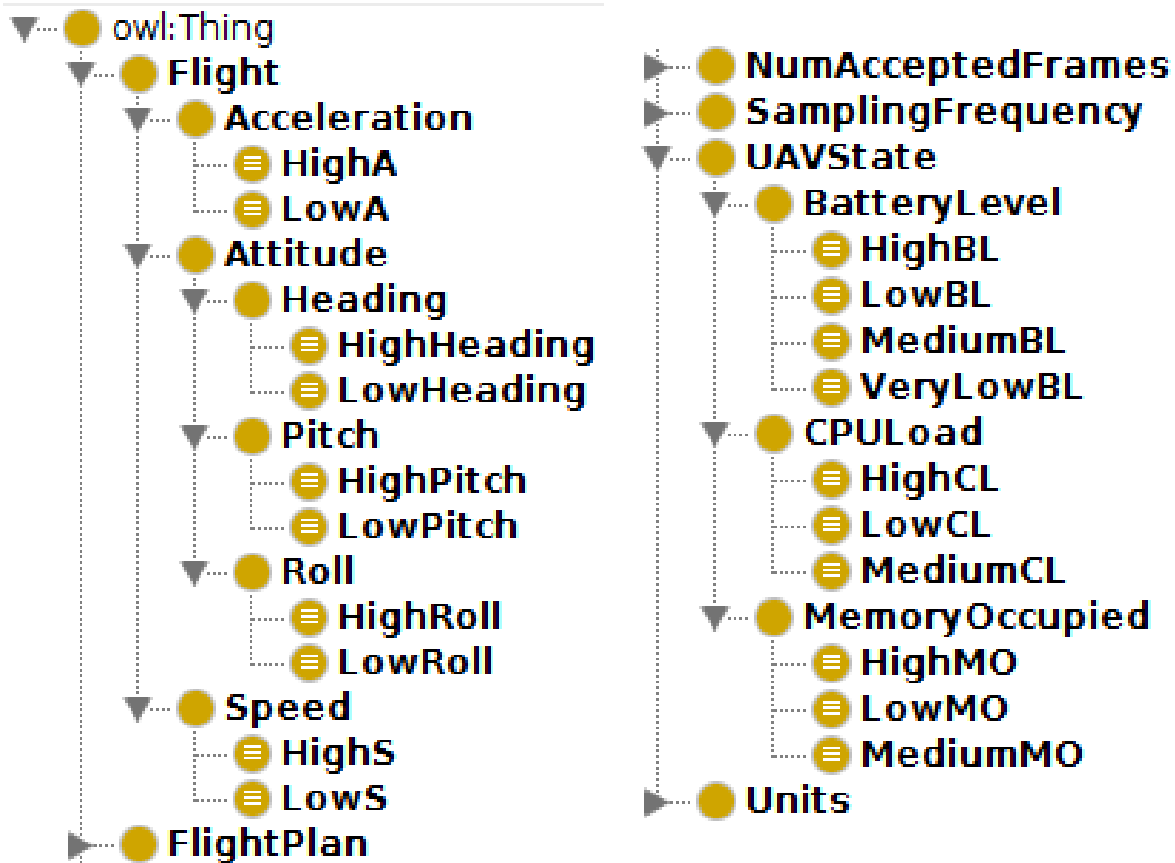 owl:Thing
Flight
Acceleration
HighA
LowA
Attitude
Heading
HighHeading
LowHeading
Pitch
HighPitch
LowPitch
Roll
HighRoll
LowRoll
Speed
HighS
LowS
FlightPlan
NumAcceptedFrames
SamplingFrequency
UAVState
BatteryLevel
HighBL
LowBL
MediumBL
VeryLowBL
CPULoad
HighCL
LowCL
MediumCL
MemoryOccupied
HighMO
LowMO
MediumMO
Units